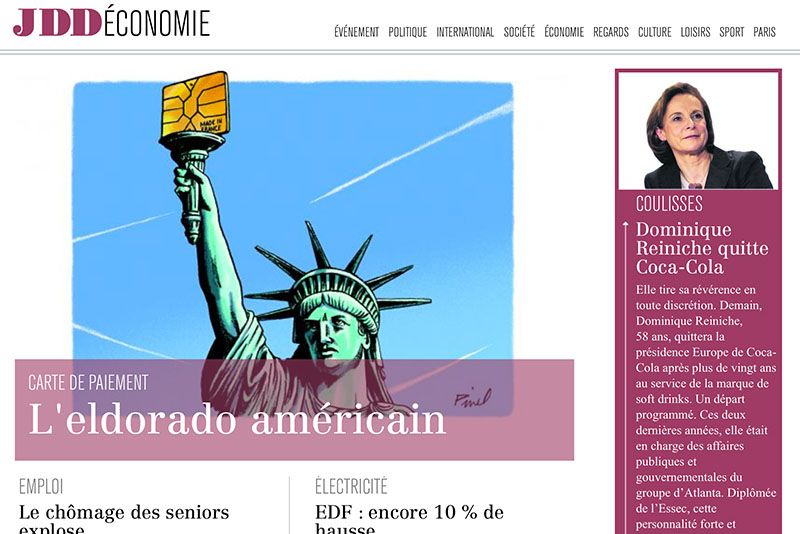 JDD ÉCONOMIE
ÉVÉNEMENT POLITIQUE INTERNATIONAL SOCIÉTÉ ÉCONOMIE REGARDS CULTURE LOISIRS SPORT PARIS
MADE IN
FRANCE
Pinel
CARTE DE PAIEMENT
L'eldorado américain
EMPLOI
Le chômage des seniors
explose
ÉLECTRICITÉ
EDF : encore 10 % de
hausse
COULISSES
Dominique
Reiniche quitte
Coca-Cola
Elle tire sa révérence en
toute discrétion. Demain,
Dominique Reiniche,
58 ans, quittera la
présidence Europe de Coca-
Cola après plus de vingt ans
au service de la marque de
soft drinks. Un départ
programmé. Ces deux
dernières années, elle était
en charge des affaires
publiques et
gouvernementales du
groupe d’Atlanta. Diplômée
de l’Essec, cette
personnalité forte et